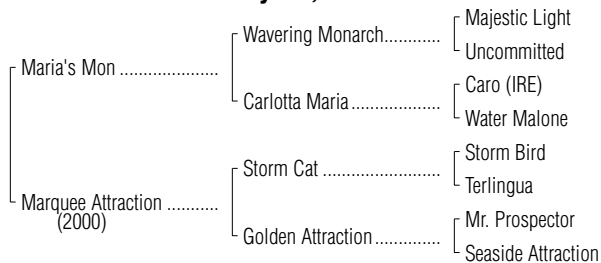 Majestic Light
Wavering Monarch............
Uncommitted
Maria's Mon .....................
Caro (IRE)
Carlotta Maria...................
Water Malone
Storm Bird
Storm Cat .......................
Terlingua
Marquee Attraction ...........
(2000)
Mr. Prospector
Golden Attraction..............
Seaside Attraction